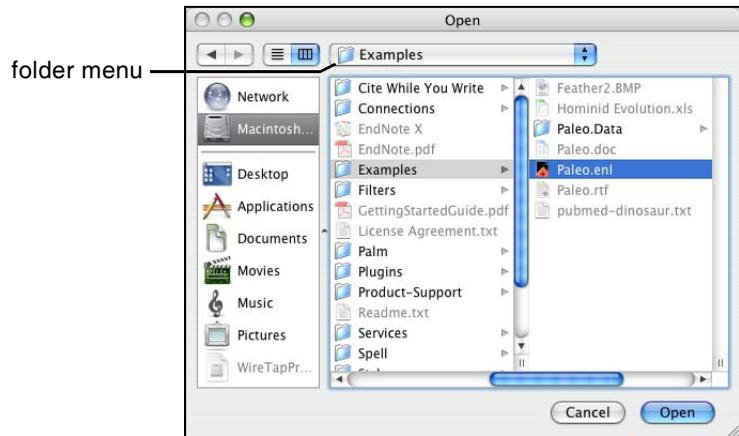 Open
Examples
folder menu
Network
Macintosh...
Desktop
Applications
Documents
Movies
Music
Pictures
WireTapPr...
Cite While You Write
Connections
EndNote X
EndNote.pdf
Examples
Filters
GettingStartedGuide.pdf
License Agreement.txt
Palm
Plugins
Product-Support
Readme.txt
Services
Spell
Feather2.BMP
Hominid Evolution.xls
Paleo.Data
Paleo.doc
Paleo.enl
Paleo.rtf
pubmed-dinosaur.txt
Cancel
Open